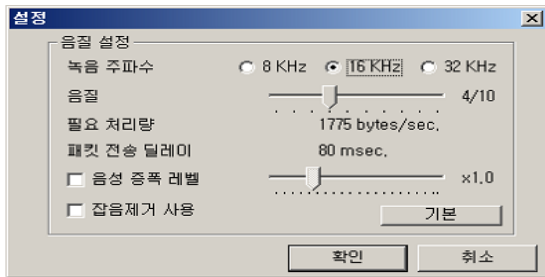 설정
음질 설정
녹음 주파수 8 KHz 16 KHz 32 KHz
음질 4/10
필요 처리량 1775 bytes/sec,
패킷 전송 딜레이 80 msec,
음성 증폭 레벨 x1,0
잡음제거 사용
기본
확인 취소